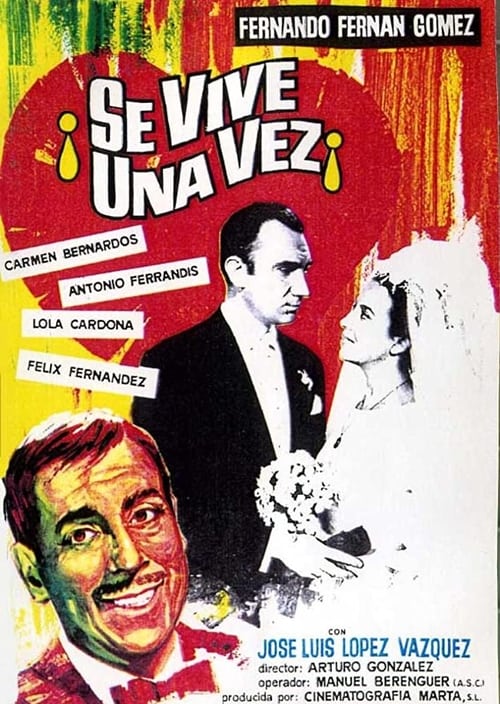 FERNANDO FERNAN GOMEZ
¡SE VIVE
UNA VEZ¡
CARMEN BERNARDOS
ANTONIO FERRANDIS
LOLA CARDONA
FELIX FERNANDEZ
CON
JOSE LUIS LOPEZ VAZQUEZ
director: ARTURO GONZALEZ
operador: MANUEL BERENGUER (A.S.C.)
producida por: CINEMATOGRAFIA MARTA, S.L.